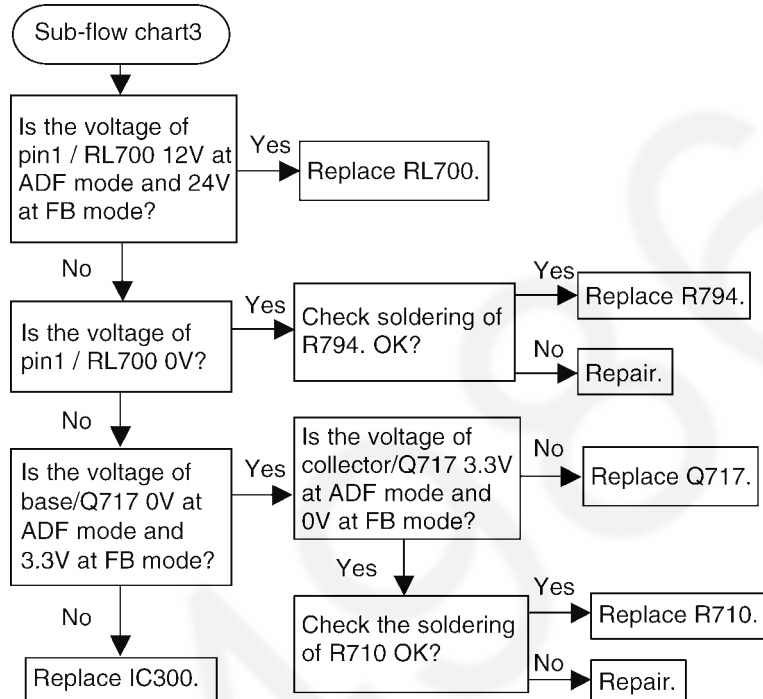 Sub-flow chart3
Is the voltage of
pin1 / RL700 12V at
ADF mode and 24V
at FB mode?
Yes
Replace RL700.
No
Is the voltage of
pin1 / RL700 0V?
Yes
Check soldering of
R794. OK?
Yes
Replace R794.
No
Repair.
No
Is the voltage of
base/Q717 0V at
ADF mode and
3.3V at FB mode?
Yes
Is the voltage of
collector/Q717 3.3V
at ADF mode and
0V at FB mode?
No
Replace Q717.
Yes
Check the soldering
of R710 OK?
Yes
Replace R710.
No
Repair.
No
Replace IC300.